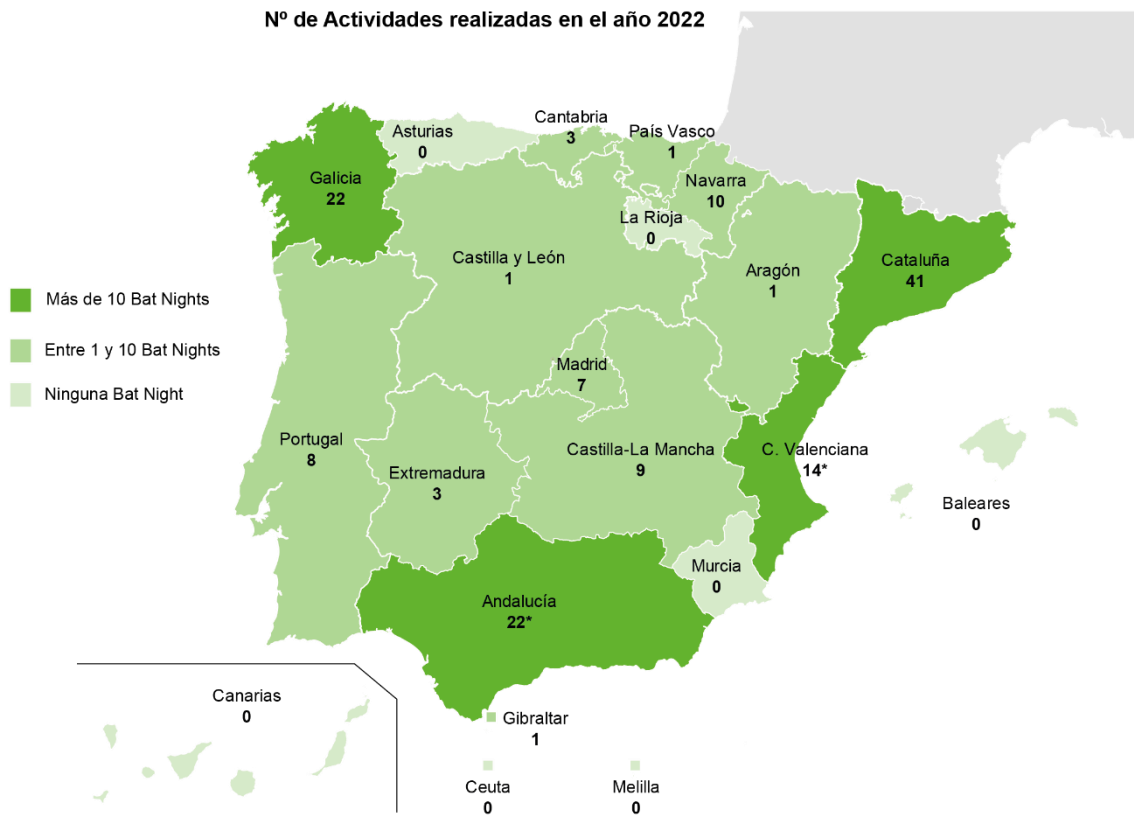 Nº de Actividades realizadas en el año 2022
Cantabria
3
Asturias
0
País Vasco
1
Galicia
22
Navarra
10
La Rioja
0
Castilla y León
1
Aragón
1
Cataluña
41
Más de 10 Bat Nights
Entre 1 y 10 Bat Nights
Ninguna Bat Night
Madrid
7
Portugal
8
Extremadura
3
Castilla-La Mancha
9
C. Valenciana
14*
Baleares
0
Murcia
0
Andalucía
22*
Canarias
0
Gibraltar
1
Ceuta
0
Melilla
0